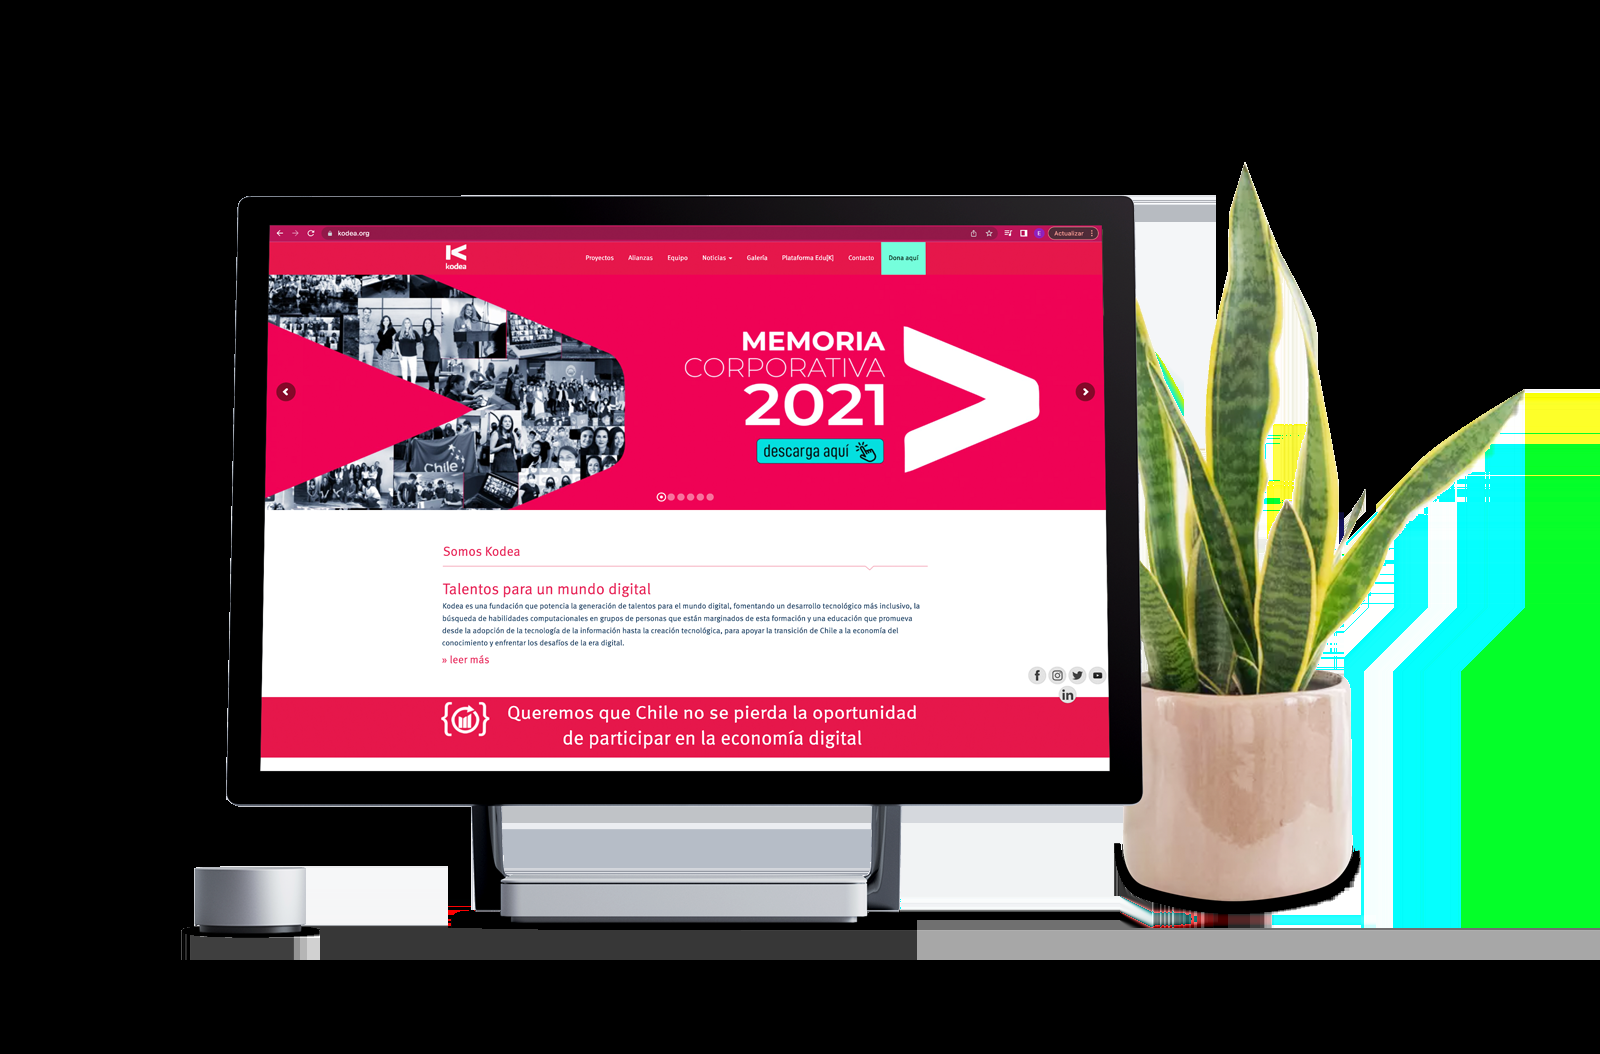 kodea.org
Actualizar
kodea
Proyectos Alianzas Equipo Noticias Galería Plataforma Edu[K] Contacto Dona aquí
MEMORIA
CORPORATIVA
2021
descarga aquí
Chile
Somos Kodea
Talentos para un mundo digital
Kodea es una fundación que potencia la generación de talentos para el mundo digital, fomentando un desarrollo tecnológico más inclusivo, la
búsqueda de habilidades computacionales en grupos de personas que están marginados de esta formación y una educación que promueva
desde la adopción de la tecnología de la información hasta la creación tecnológica, para apoyar la transición de Chile a la economía del
conocimiento y enfrentar los desafíos de la era digital.
» leer más
Queremos que Chile no se pierda la oportunidad
de participar en la economía digital